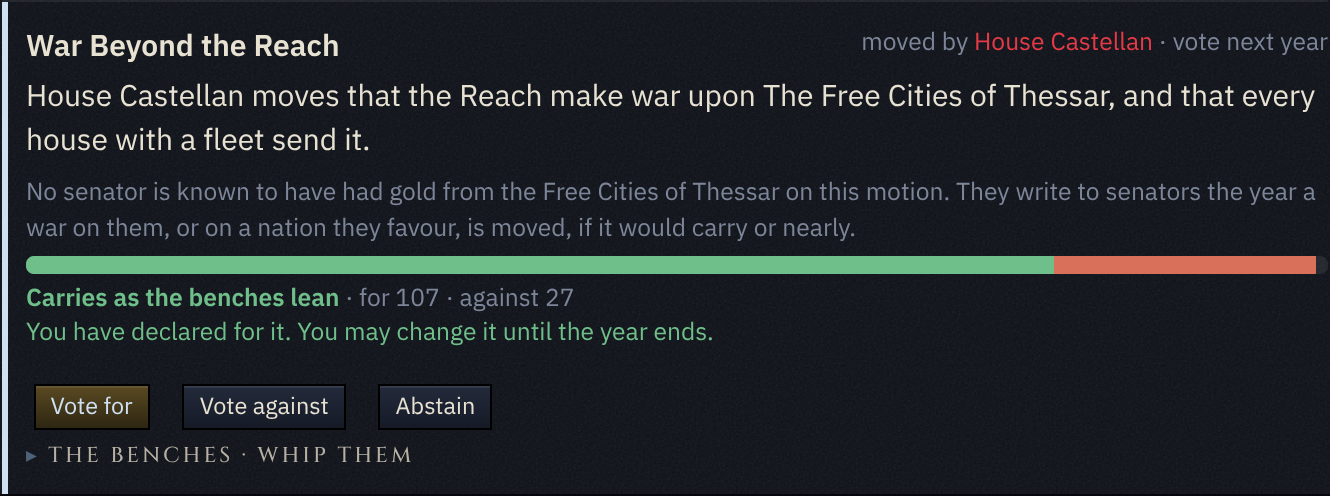 War Beyond the Reach
moved by House Castellan · vote next year
House Castellan moves that the Reach make war upon The Free Cities of Thessar, and that every
house with a fleet send it.
No senator is known to have had gold from the Free Cities of Thessar on this motion. They write to senators the year a
war on them, or on a nation they favour, is moved, if it would carry or nearly.
Carries as the benches lean · for 107 · against 27
You have declared for it. You may change it until the year ends.
Vote for
Vote against
Abstain
▸ THE BENCHES · WHIP THEM